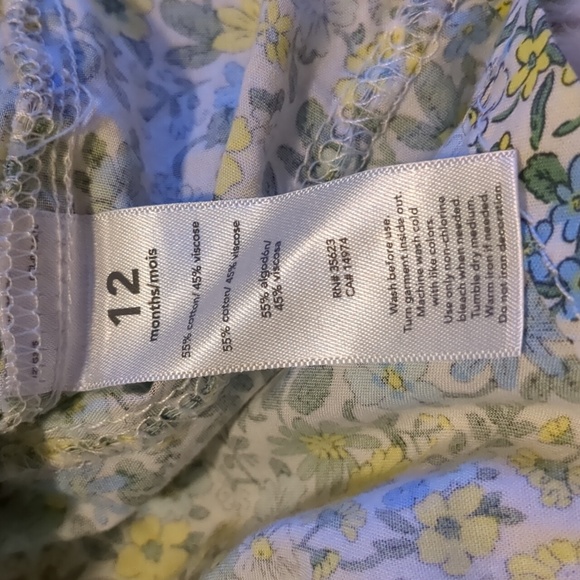 12
months/mois
55% cotton/ 45% viscose
55% coton/ 45% viscose
55% algodón/
45% viscosa
RN# 35623
CA# 14974
Wash before use.
Turn garment inside out.
Machine wash cold
with like colors.
Use only non-chlorine
bleach when needed.
Tumble dry medium.
Warm iron if needed.
Do not iron decoration.